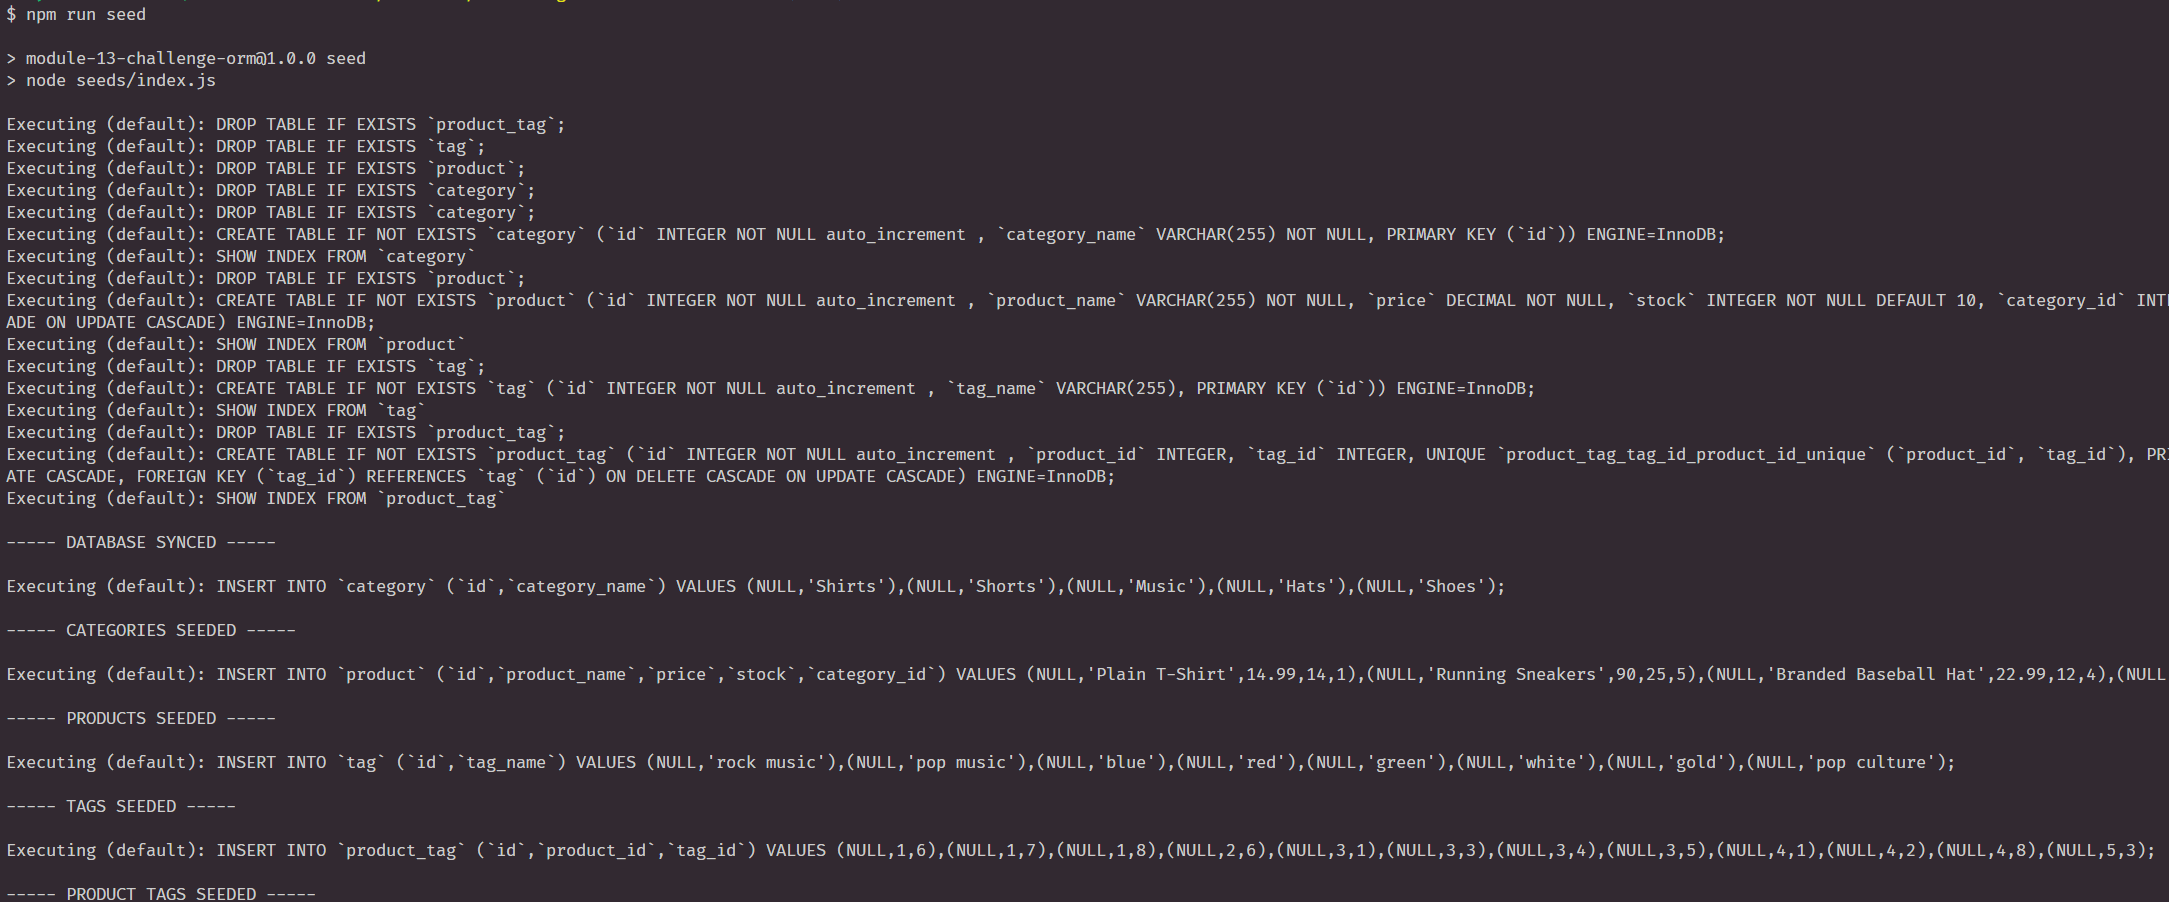 $ npm run seed
> module-13-challenge-orm@1.0.0 seed
> node seeds/index.js
Executing (default): DROP TABLE IF EXISTS `product_tag`;
Executing (default): DROP TABLE IF EXISTS `tag`;
Executing (default): DROP TABLE IF EXISTS `product`;
Executing (default): DROP TABLE IF EXISTS `category`;
Executing (default): DROP TABLE IF EXISTS `category`;
Executing (default): CREATE TABLE IF NOT EXISTS `category` (`id` INTEGER NOT NULL auto_increment , `category_name` VARCHAR(255) NOT NULL, PRIMARY KEY (`id`)) ENGINE=InnoDB;
Executing (default): SHOW INDEX FROM `category`
Executing (default): DROP TABLE IF EXISTS `product`;
Executing (default): CREATE TABLE IF NOT EXISTS `product` (`id` INTEGER NOT NULL auto_increment , `product_name` VARCHAR(255) NOT NULL, `price` DECIMAL NOT NULL, `stock` INTEGER NOT NULL DEFAULT 10, `category_id` INT
ADE ON UPDATE CASCADE) ENGINE=InnoDB;
Executing (default): SHOW INDEX FROM `product`
Executing (default): DROP TABLE IF EXISTS `tag`;
Executing (default): CREATE TABLE IF NOT EXISTS `tag` (`id` INTEGER NOT NULL auto_increment , `tag_name` VARCHAR(255), PRIMARY KEY (`id`)) ENGINE=InnoDB;
Executing (default): SHOW INDEX FROM `tag`
Executing (default): DROP TABLE IF EXISTS `product_tag`;
Executing (default): CREATE TABLE IF NOT EXISTS `product_tag` (`id` INTEGER NOT NULL auto_increment , `product_id` INTEGER, `tag_id` INTEGER, UNIQUE `product_tag_tag_id_product_id_unique` (`product_id`, `tag_id`), PRI
ATE CASCADE, FOREIGN KEY (`tag_id`) REFERENCES `tag` (`id`) ON DELETE CASCADE ON UPDATE CASCADE) ENGINE=InnoDB;
Executing (default): SHOW INDEX FROM `product_tag`
----- DATABASE SYNCED -----
Executing (default): INSERT INTO `category` (`id`,`category_name`) VALUES (NULL,'Shirts'),(NULL,'Shorts'),(NULL,'Music'),(NULL,'Hats'),(NULL,'Shoes');
----- CATEGORIES SEEDED -----
Executing (default): INSERT INTO `product` (`id`,`product_name`,`price`,`stock`,`category_id`) VALUES (NULL,'Plain T-Shirt',14.99,14,1),(NULL,'Running Sneakers',90,25,5),(NULL,'Branded Baseball Hat',22.99,12,4),(NULL
----- PRODUCTS SEEDED -----
Executing (default): INSERT INTO `tag` (`id`,`tag_name`) VALUES (NULL,'rock music'),(NULL,'pop music'),(NULL,'blue'),(NULL,'red'),(NULL,'green'),(NULL,'white'),(NULL,'gold'),(NULL,'pop culture');
----- TAGS SEEDED -----
Executing (default): INSERT INTO `product_tag` (`id`,`product_id`,`tag_id`) VALUES (NULL,1,6),(NULL,1,7),(NULL,1,8),(NULL,2,6),(NULL,3,1),(NULL,3,3),(NULL,3,4),(NULL,3,5),(NULL,4,1),(NULL,4,2),(NULL,4,8),(NULL,5,3);
----- PRODUCT TAGS SEEDED -----